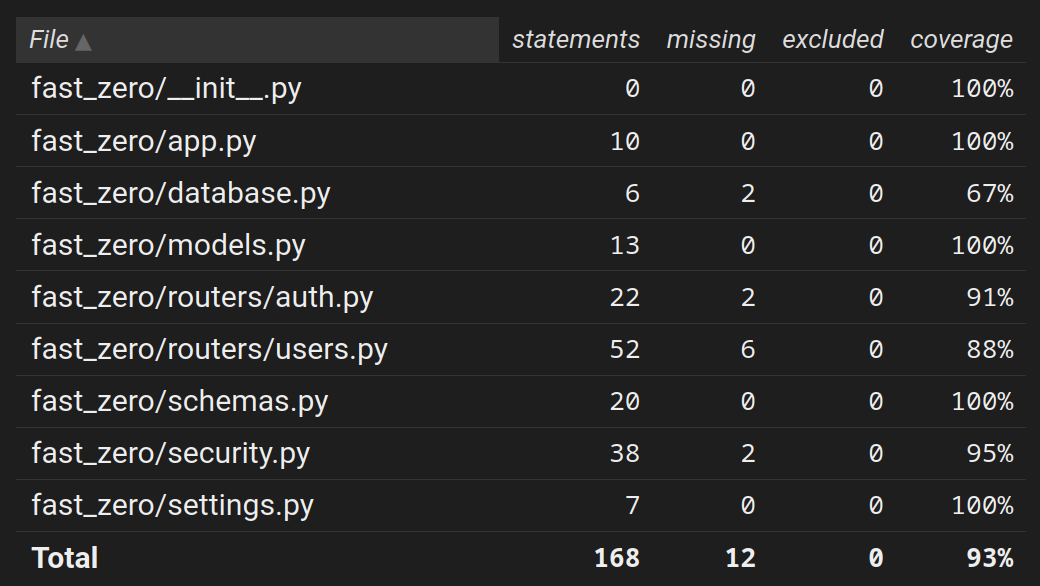 File ▲ statements missing excluded coverage
fast_zero/__init__.py 0 0 0 100%
fast_zero/app.py 10 0 0 100%
fast_zero/database.py 6 2 0 67%
fast_zero/models.py 13 0 0 100%
fast_zero/routers/auth.py 22 2 0 91%
fast_zero/routers/users.py 52 6 0 88%
fast_zero/schemas.py 20 0 0 100%
fast_zero/security.py 38 2 0 95%
fast_zero/settings.py 7 0 0 100%
Total 168 12 0 93%